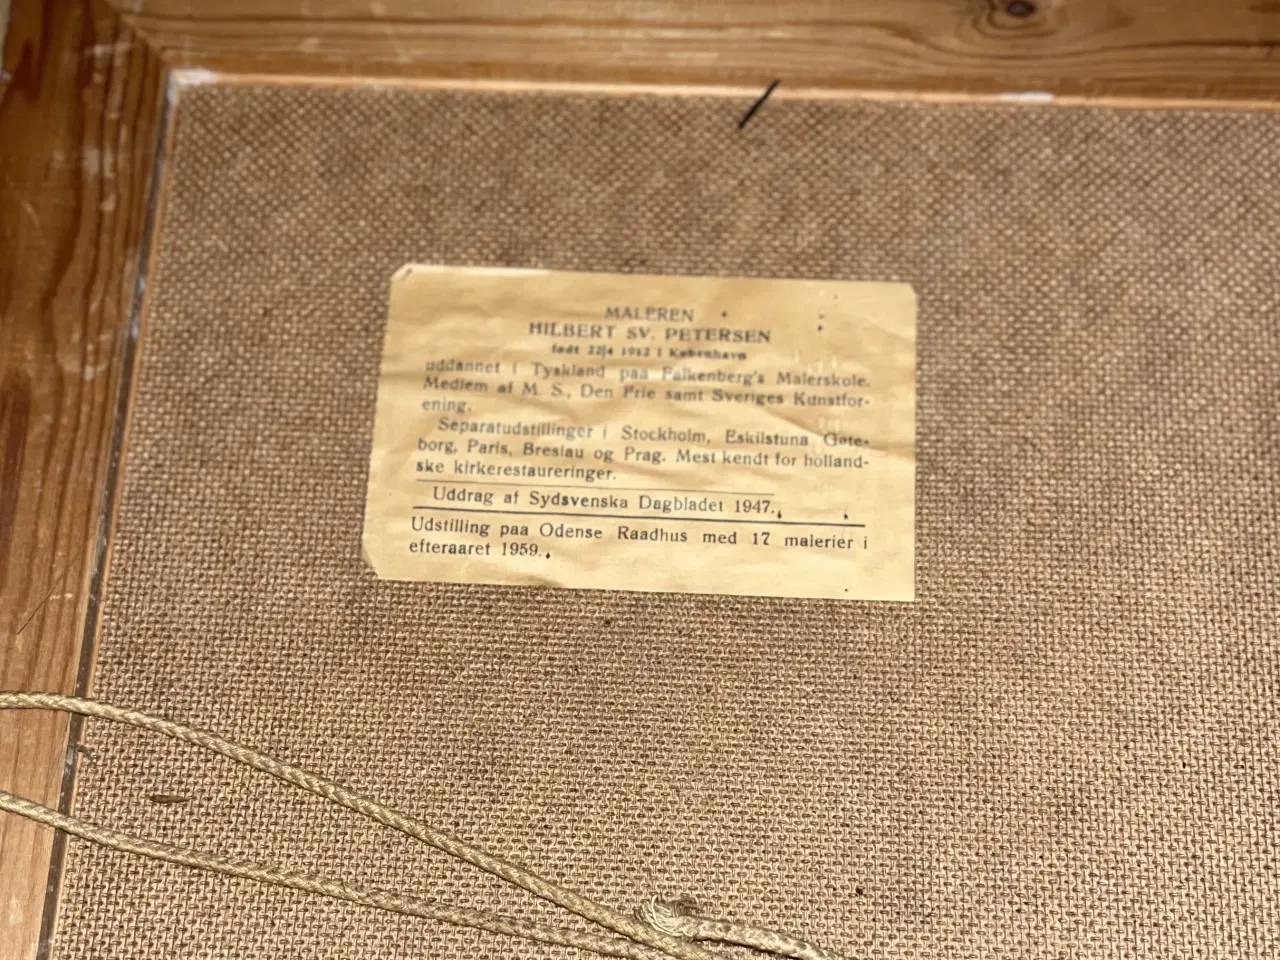 MALEREN
HILBERT SV. PETERSEN
født 22/4 1912 i København
uddannet i Tyskland paa Falkenberg's Malerskole.
Medlem af M. S., Den Frie samt Sveriges Kunstfor-
ening.
Separatudstillinger i Stockholm, Eskilstuna Gøte-
borg, Paris, Breslau og Prag. Mest kendt for holland-
ske kirkerestaureringer.
Uddrag af Sydsvenska Dagbladet 1947.
Udstilling paa Odense Raadhus med 17 malerier i
efteraaret 1959.